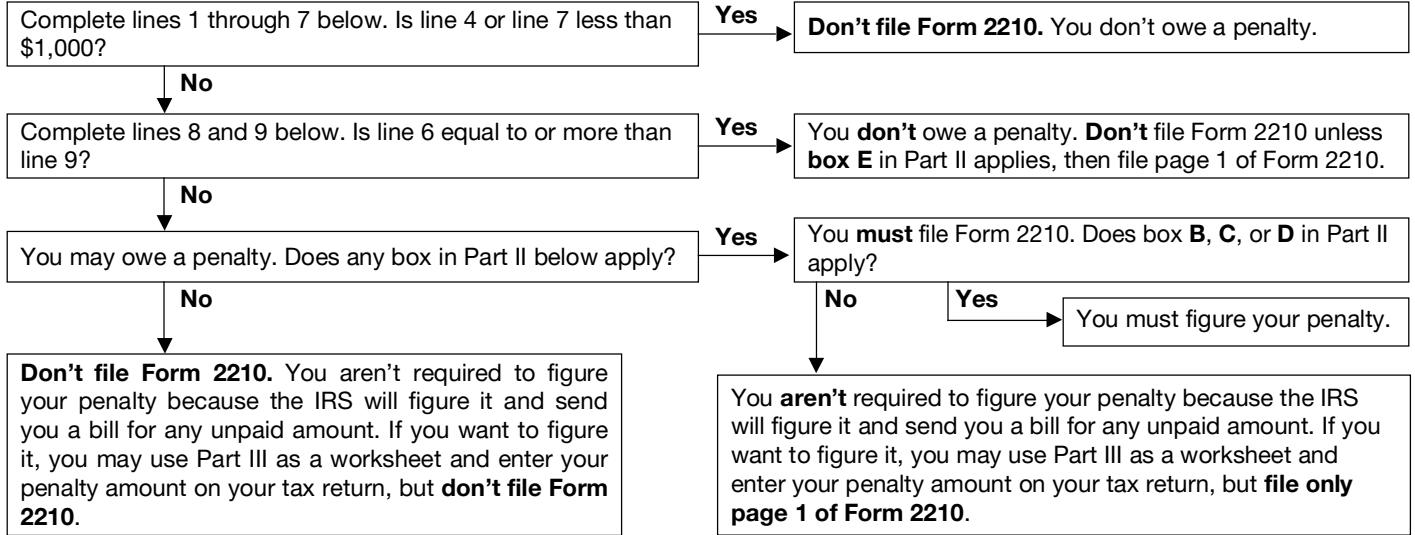 Complete lines 1 through 7 below. Is line 4 or line 7 less than
$1,000?
Yes
Don't file Form 2210. You don't owe a penalty.
No
Complete lines 8 and 9 below. Is line 6 equal to or more than
line 9?
Yes
You don't owe a penalty. Don't file Form 2210 unless
box E in Part II applies, then file page 1 of Form 2210.
No
You may owe a penalty. Does any box in Part II below apply?
Yes
You must file Form 2210. Does box B, C, or D in Part II
apply?
No
Yes
You must figure your penalty.
No
Don't file Form 2210. You aren't required to figure
your penalty because the IRS will figure it and send
you a bill for any unpaid amount. If you want to figure
it, you may use Part III as a worksheet and enter your
penalty amount on your tax return, but don't file Form
2210.
You aren't required to figure your penalty because the IRS
will figure it and send you a bill for any unpaid amount. If you
want to figure it, you may use Part III as a worksheet and
enter your penalty amount on your tax return, but file only
page 1 of Form 2210.